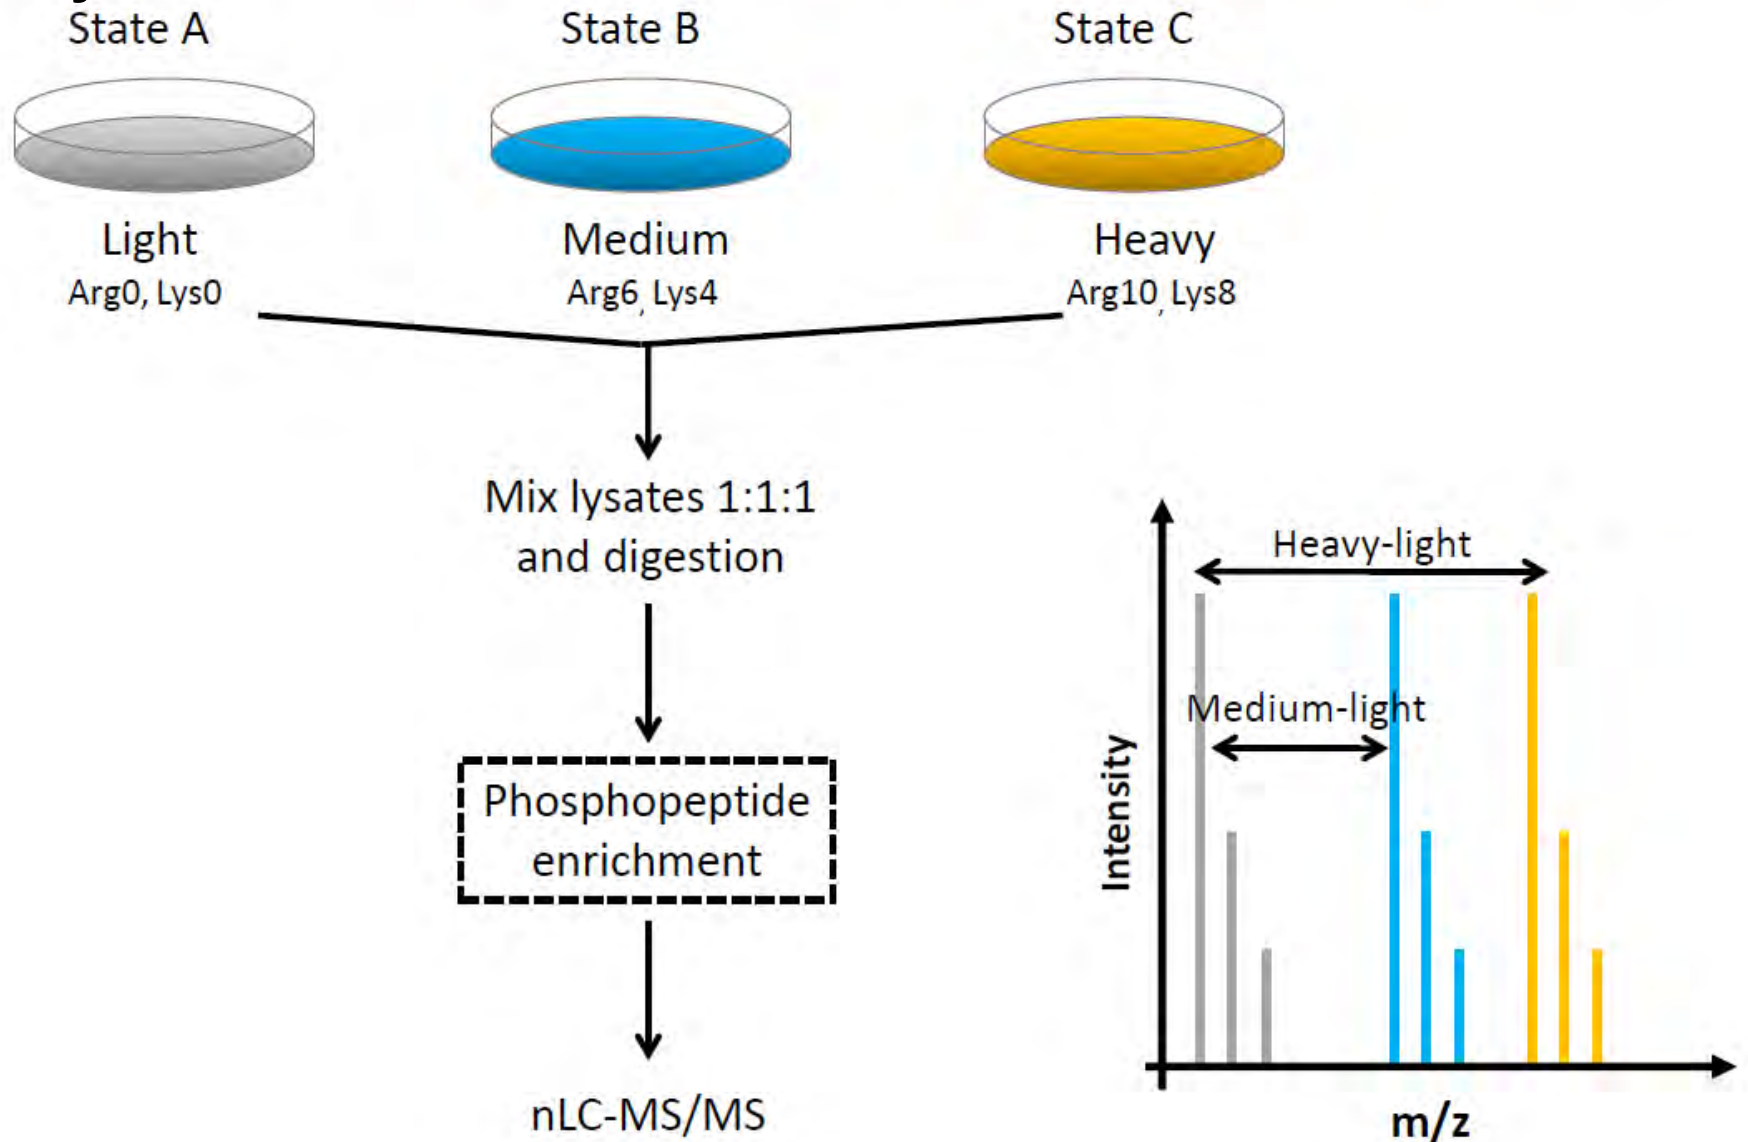 State A
State B
State C
Light
Medium
Heavy
Arg0, Lys0
Arg6, Lys4
Arg10, Lys8
Mix lysates 1:1:1
and digestion
Phosphopeptide
enrichment
nLC-MS/MS
Heavy-light
Medium-light
Intensity
m/z